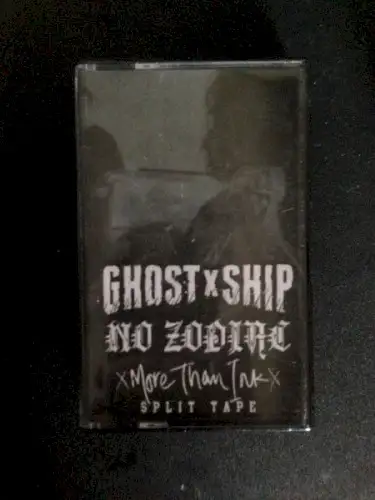 GHOSTxSHIP
NO ZODIAC
xMore Than Inkx
SPLIT TAPE